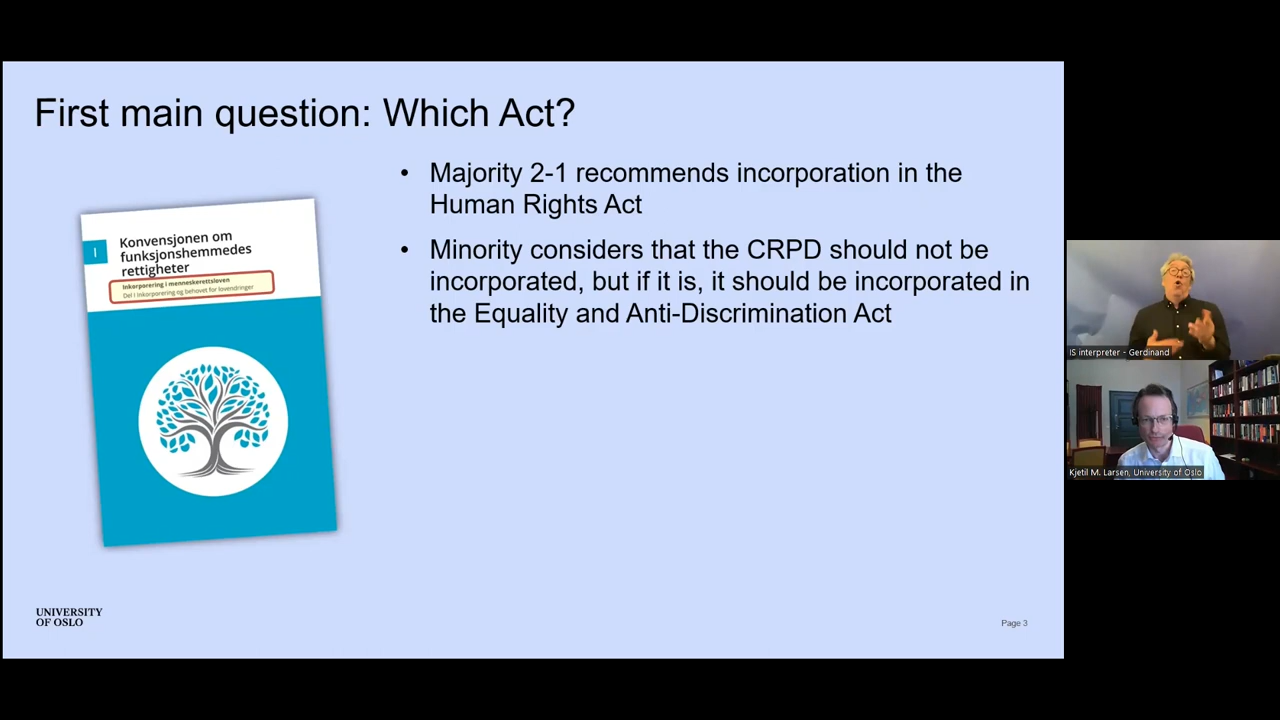 First main question: Which Act?
I
Konvensjonen om
funksjonshemmedes
rettigheter
Inkorporering i menneskerettsloven
Del I Inkorporering og behovet for lovendringer
• Majority 2-1 recommends incorporation in the
Human Rights Act
• Minority considers that the CRPD should not be
incorporated, but if it is, it should be incorporated in
the Equality and Anti-Discrimination Act
UNIVERSITY
OF OSLO
Page 3
IS interpreter - Gerdinand
Kjetil M. Larsen, University of Oslo